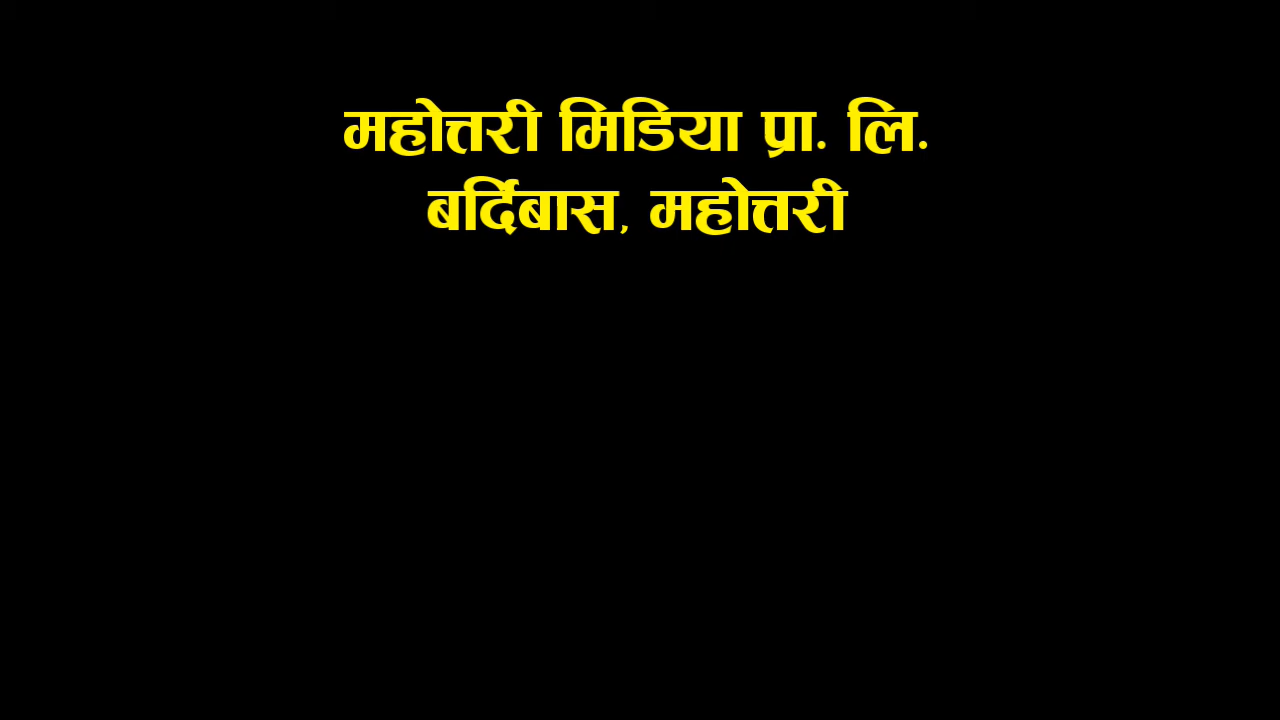 महोत्तरी मिडिया प्रा. लि.
बर्दिबास, महोत्तरी